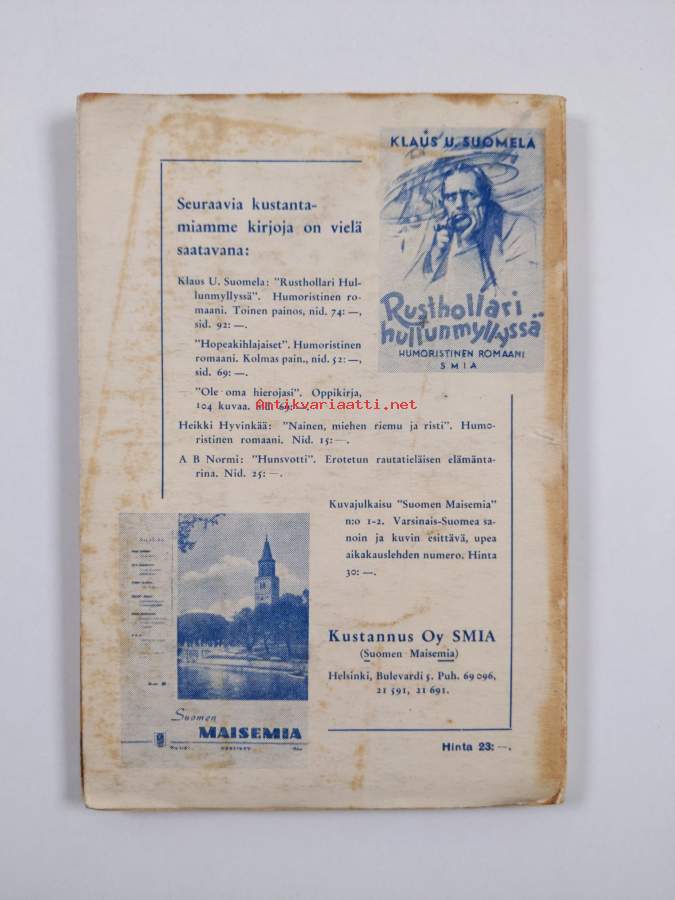 KLAUS U. SUOMELA
Rusthollari
hullunmyllyssä
HUMORISTINEN ROMAANI
SMIA
Seuraavia kustanta-
miamme kirjoja on vielä
saatavana:
Klaus U. Suomela: "Rusthollari Hul-
lunmyllyssä". Humoristinen ro-
maani. Toinen painos, nid. 74: —,
sid. 92: —.
"Hopeakihlajaiset". Humoristinen
romaani. Kolmas pain., nid. 52: —,
sid. 69: —.
"Ole oma hierojasi". Oppikirja,
104 kuvaa. nid. 69: —.
Antikvariaatti.net
Heikki Hyvinkää: "Nainen, miehen riemu ja risti". Humo-
ristinen romaani. Nid. 15: —.
A B Normi: "Hunsvotti". Erotetun rautatieläisen elämänta-
rina. Nid. 25: —.
Kuvajulkaisu "Suomen Maisemia"
n:o 1-2. Varsinais-Suomea sa-
noin ja kuvin esittävä, upea
aikakauslehden numero. Hinta
30: —.
Kustannus Oy SMIA
(Suomen Maisemia)
Helsinki, Bulevardi 5. Puh. 69 096,
21 591, 21 691.
Suomen
MAISEMIA
Hinta 23: —.